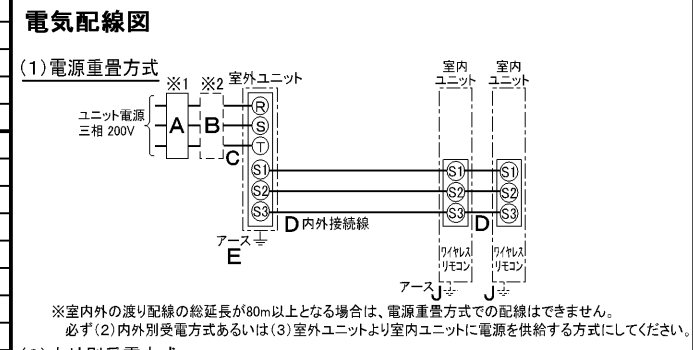 電気配線図
(1)電源重畳方式
※1 ※2 室外ユニット
室内
ユニット
室内
ユニット
ユニット電源
三相 200V
A
B
C
R
S
T
S1
S2
S3
S1
S2
S3
S1
S2
S3
D 内外接続線
D
アース
E
ワイヤレス
リモコン
ワイヤレス
リモコン
アース J
J
※室内外の渡り配線の総延長が80m以上となる場合は、電源重畳方式での配線はできません。
必ず(2)内外別受電方式あるいは(3)室外ユニットより室内ユニットに電源を供給する方式にしてください。